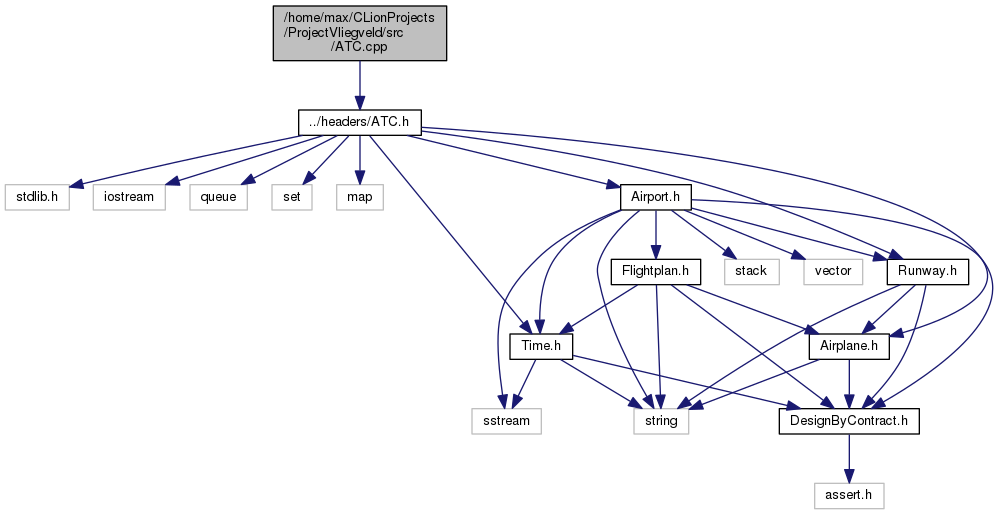 /home/max/CLionProjects
/ProjectVliegveld/src
/ATC.cpp
../headers/ATC.h
stdlib.h
iostream
queue
set
map
Airport.h
Flightplan.h
stack
vector
Runway.h
Time.h
Airplane.h
sstream
string
DesignByContract.h
assert.h